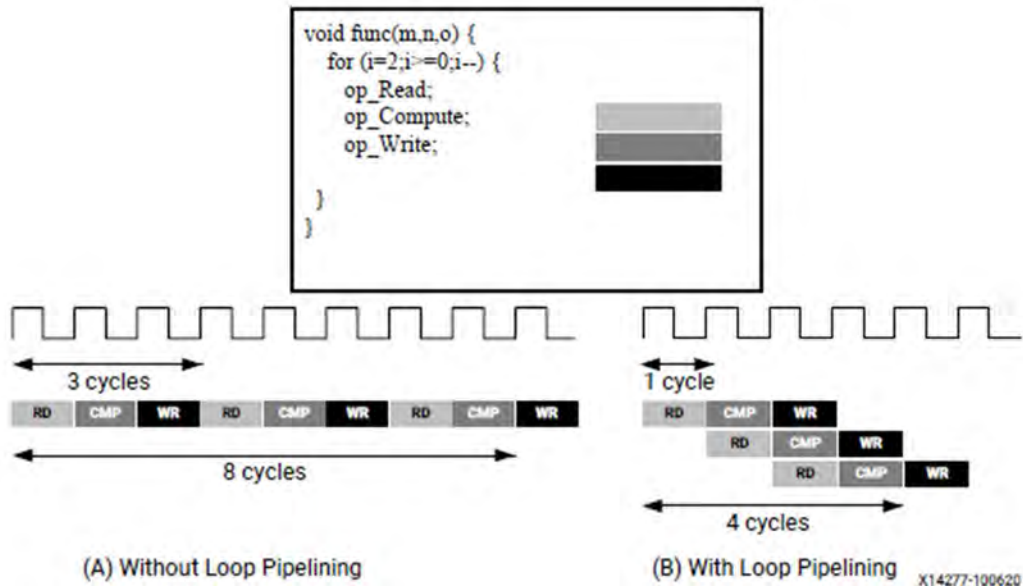 void func(m,n,o) {
for (i=2;i>=0;i--) {
op_Read;
op_Compute;
op_Write;
}
}
3 cycles
1 cycle
RD CMP WR RD CMP WR RD CMP WR
RD CMP WR
RD CMP WR
RD CMP WR
8 cycles
4 cycles
(A) Without Loop Pipelining
(B) With Loop Pipelining
X14277-100620